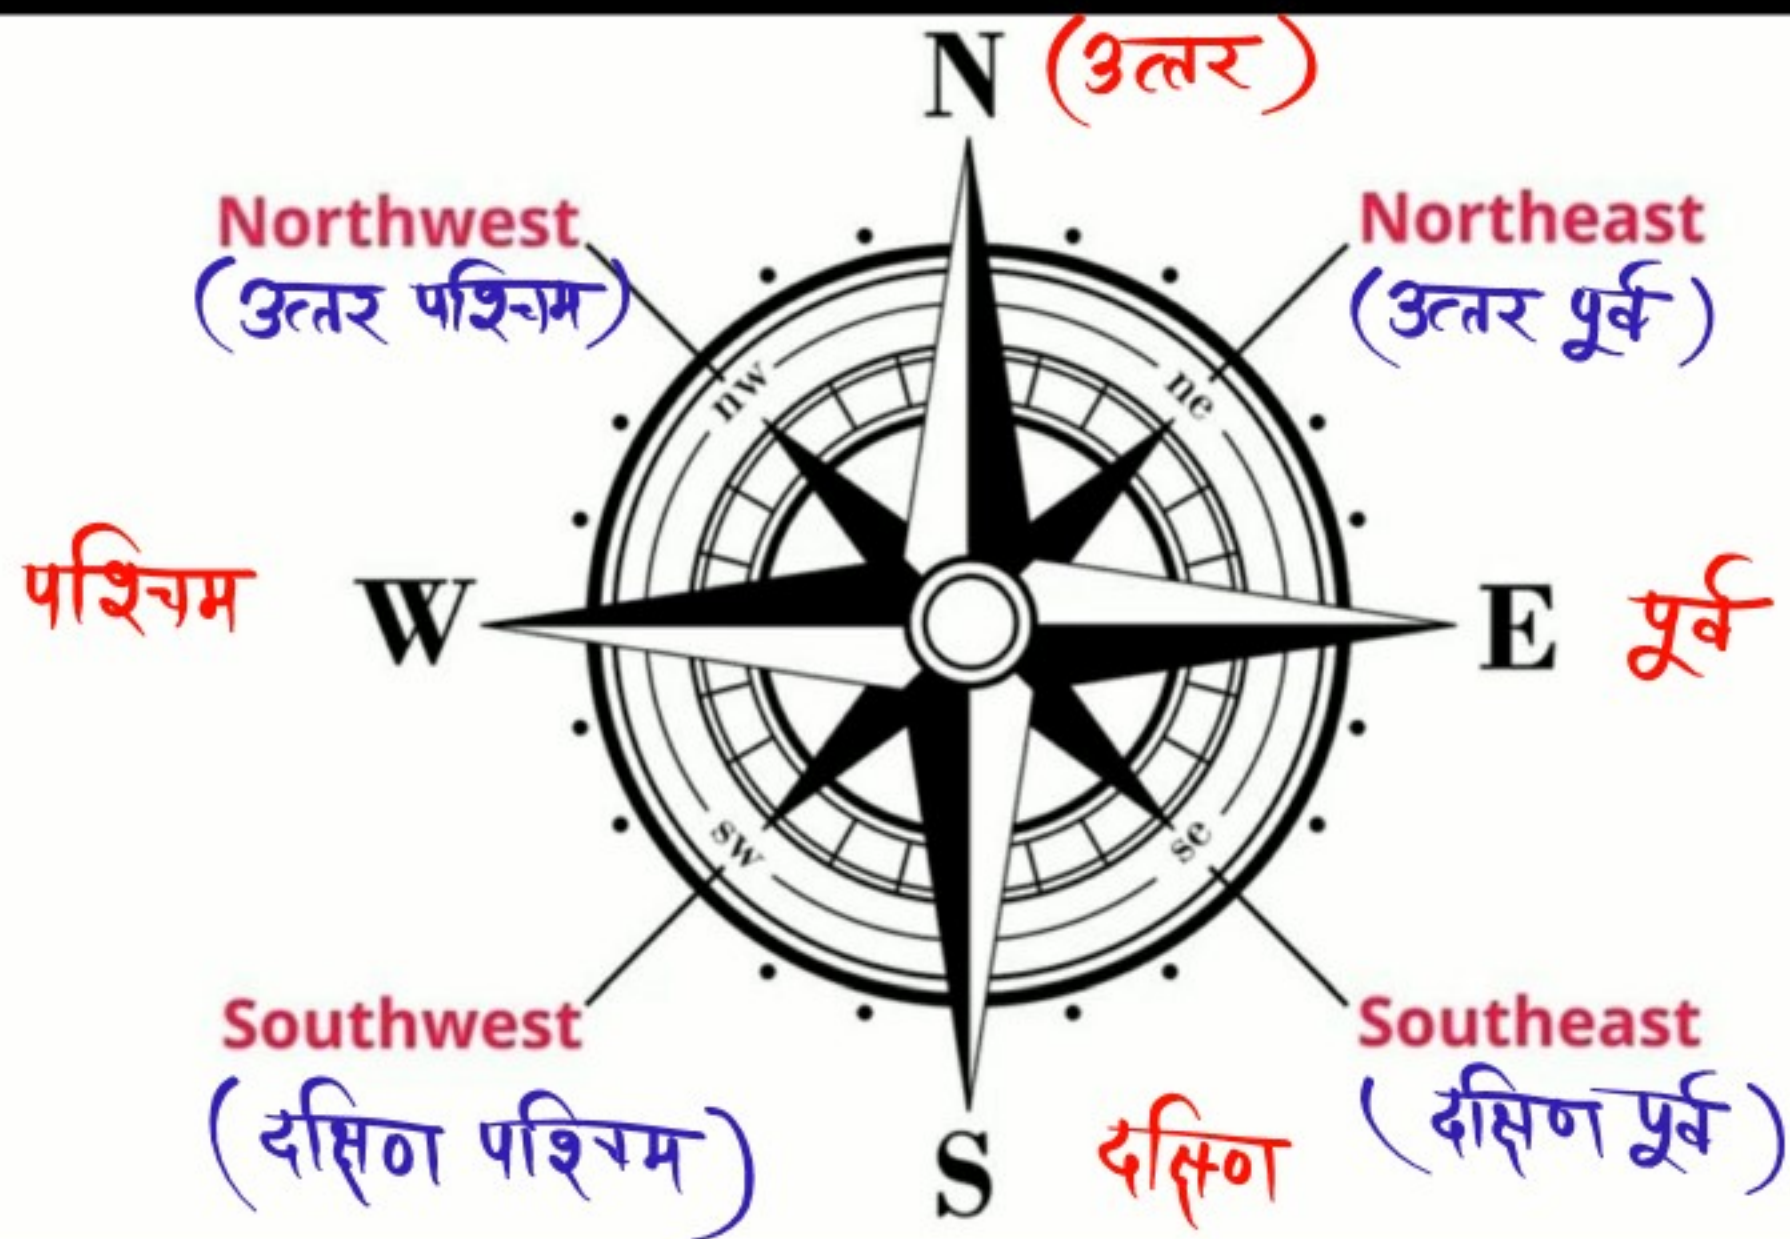 N (उत्तर)
Northwest
(उत्तर पश्चिम)
Northeast
(उत्तर पूर्व)
nw
ne
पश्चिम W
E पूर्व
sw
se
Southwest
(दक्षिण पश्चिम)
Southeast
(दक्षिण पूर्व)
S दक्षिण